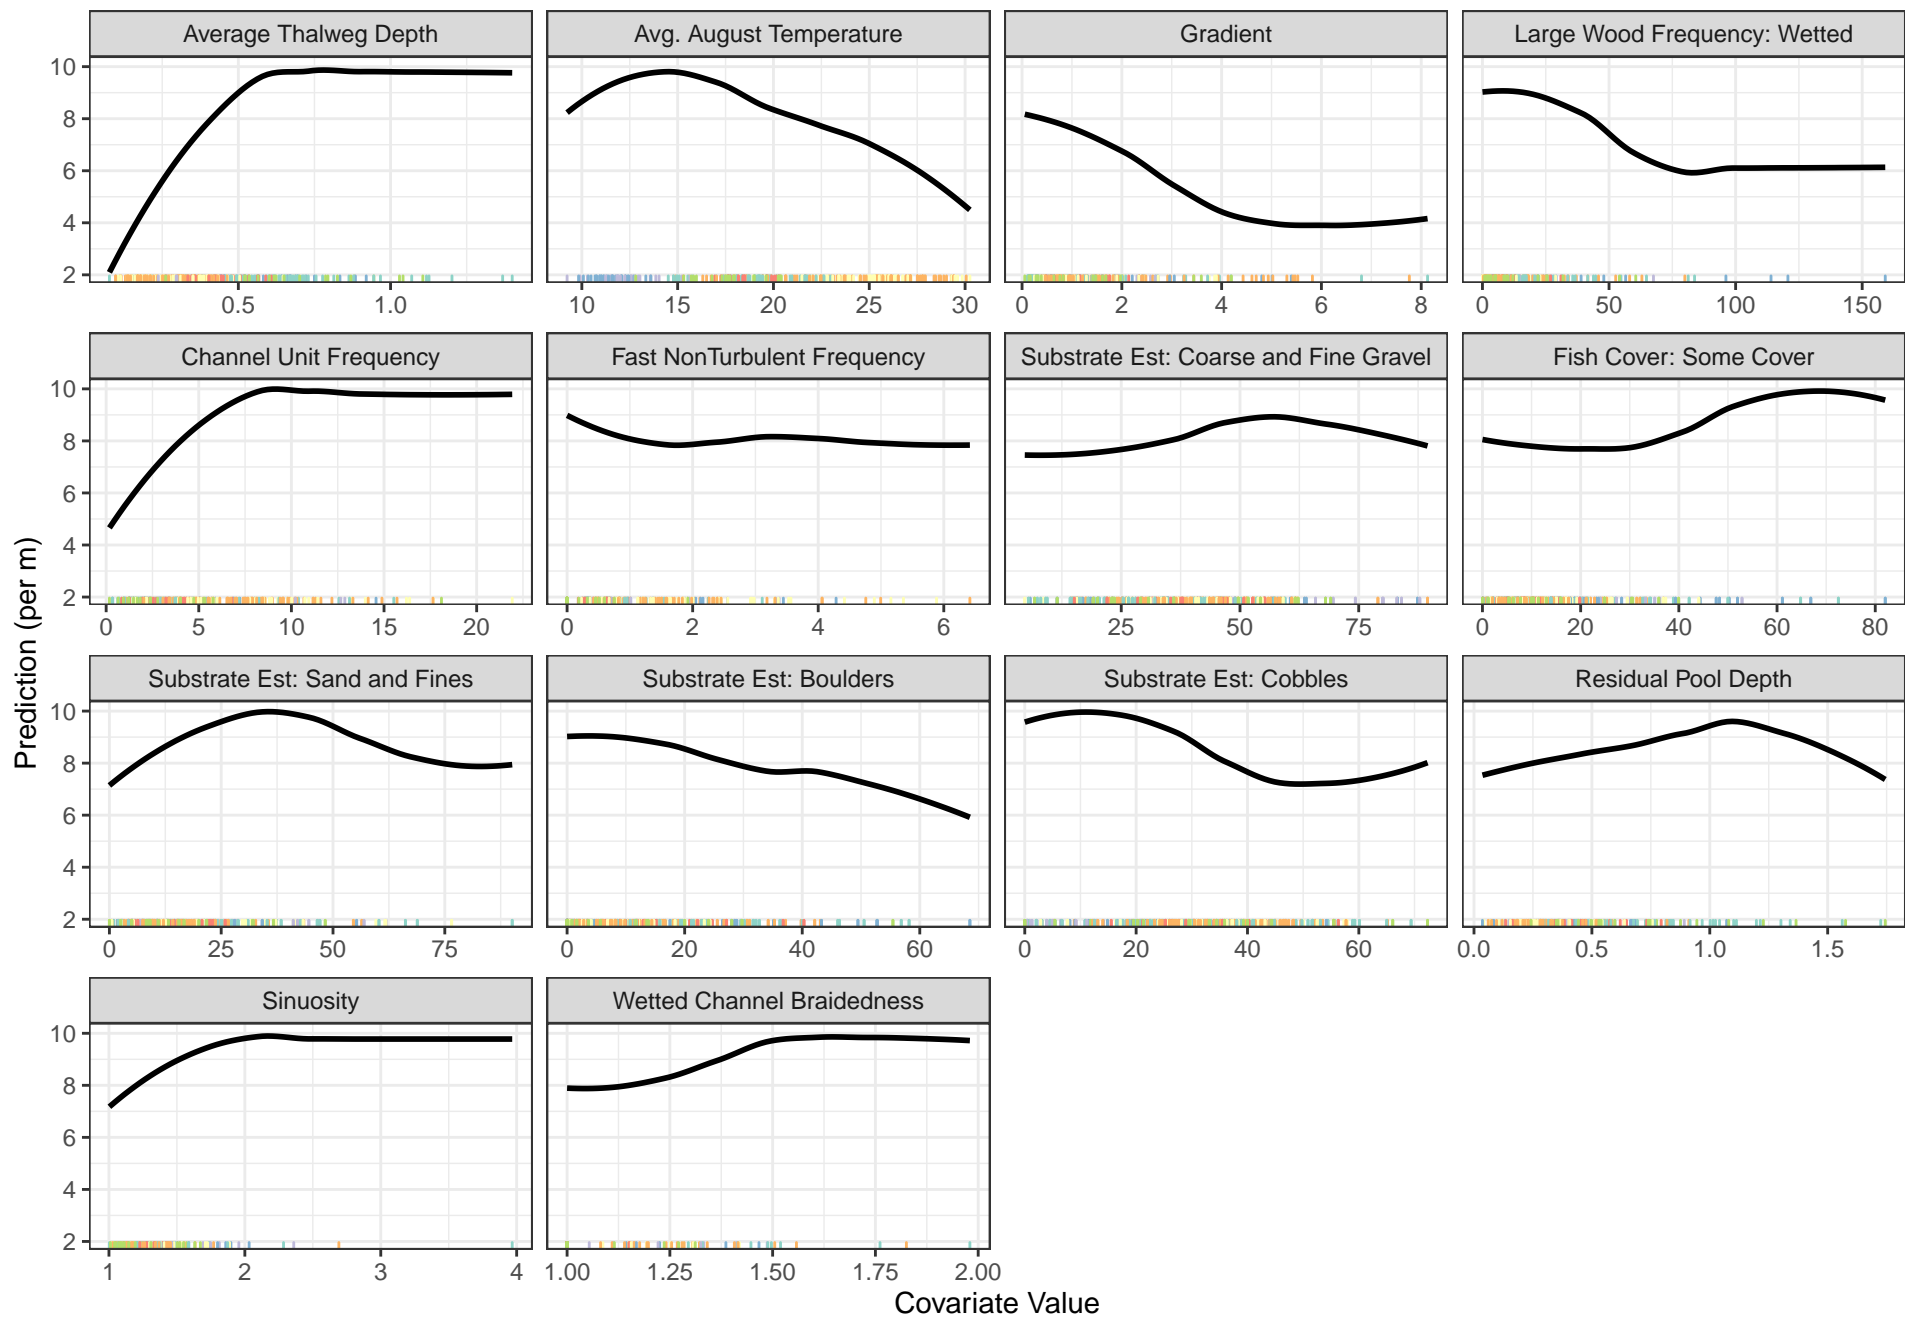 Average Thalweg Depth
Avg. August Temperature
Gradient
Large Wood Frequency: Wetted
10
8
6
4
2
0.5 1.0
10 15 20 25 30
0 2 4 6 8
0 50 100 150
Channel Unit Frequency
Fast NonTurbulent Frequency
Substrate Est: Coarse and Fine Gravel
Fish Cover: Some Cover
10
8
6
4
2
0 5 10 15 20
0 2 4 6
25 50 75
0 20 40 60 80
Prediction (per m)
Substrate Est: Sand and Fines
Substrate Est: Boulders
Substrate Est: Cobbles
Residual Pool Depth
10
8
6
4
2
0 25 50 75
0 20 40 60
0 20 40 60
0.0 0.5 1.0 1.5
Sinuosity
Wetted Channel Braidedness
10
8
6
4
2
1 2 3 4
1.00 1.25 1.50 1.75 2.00
Covariate Value